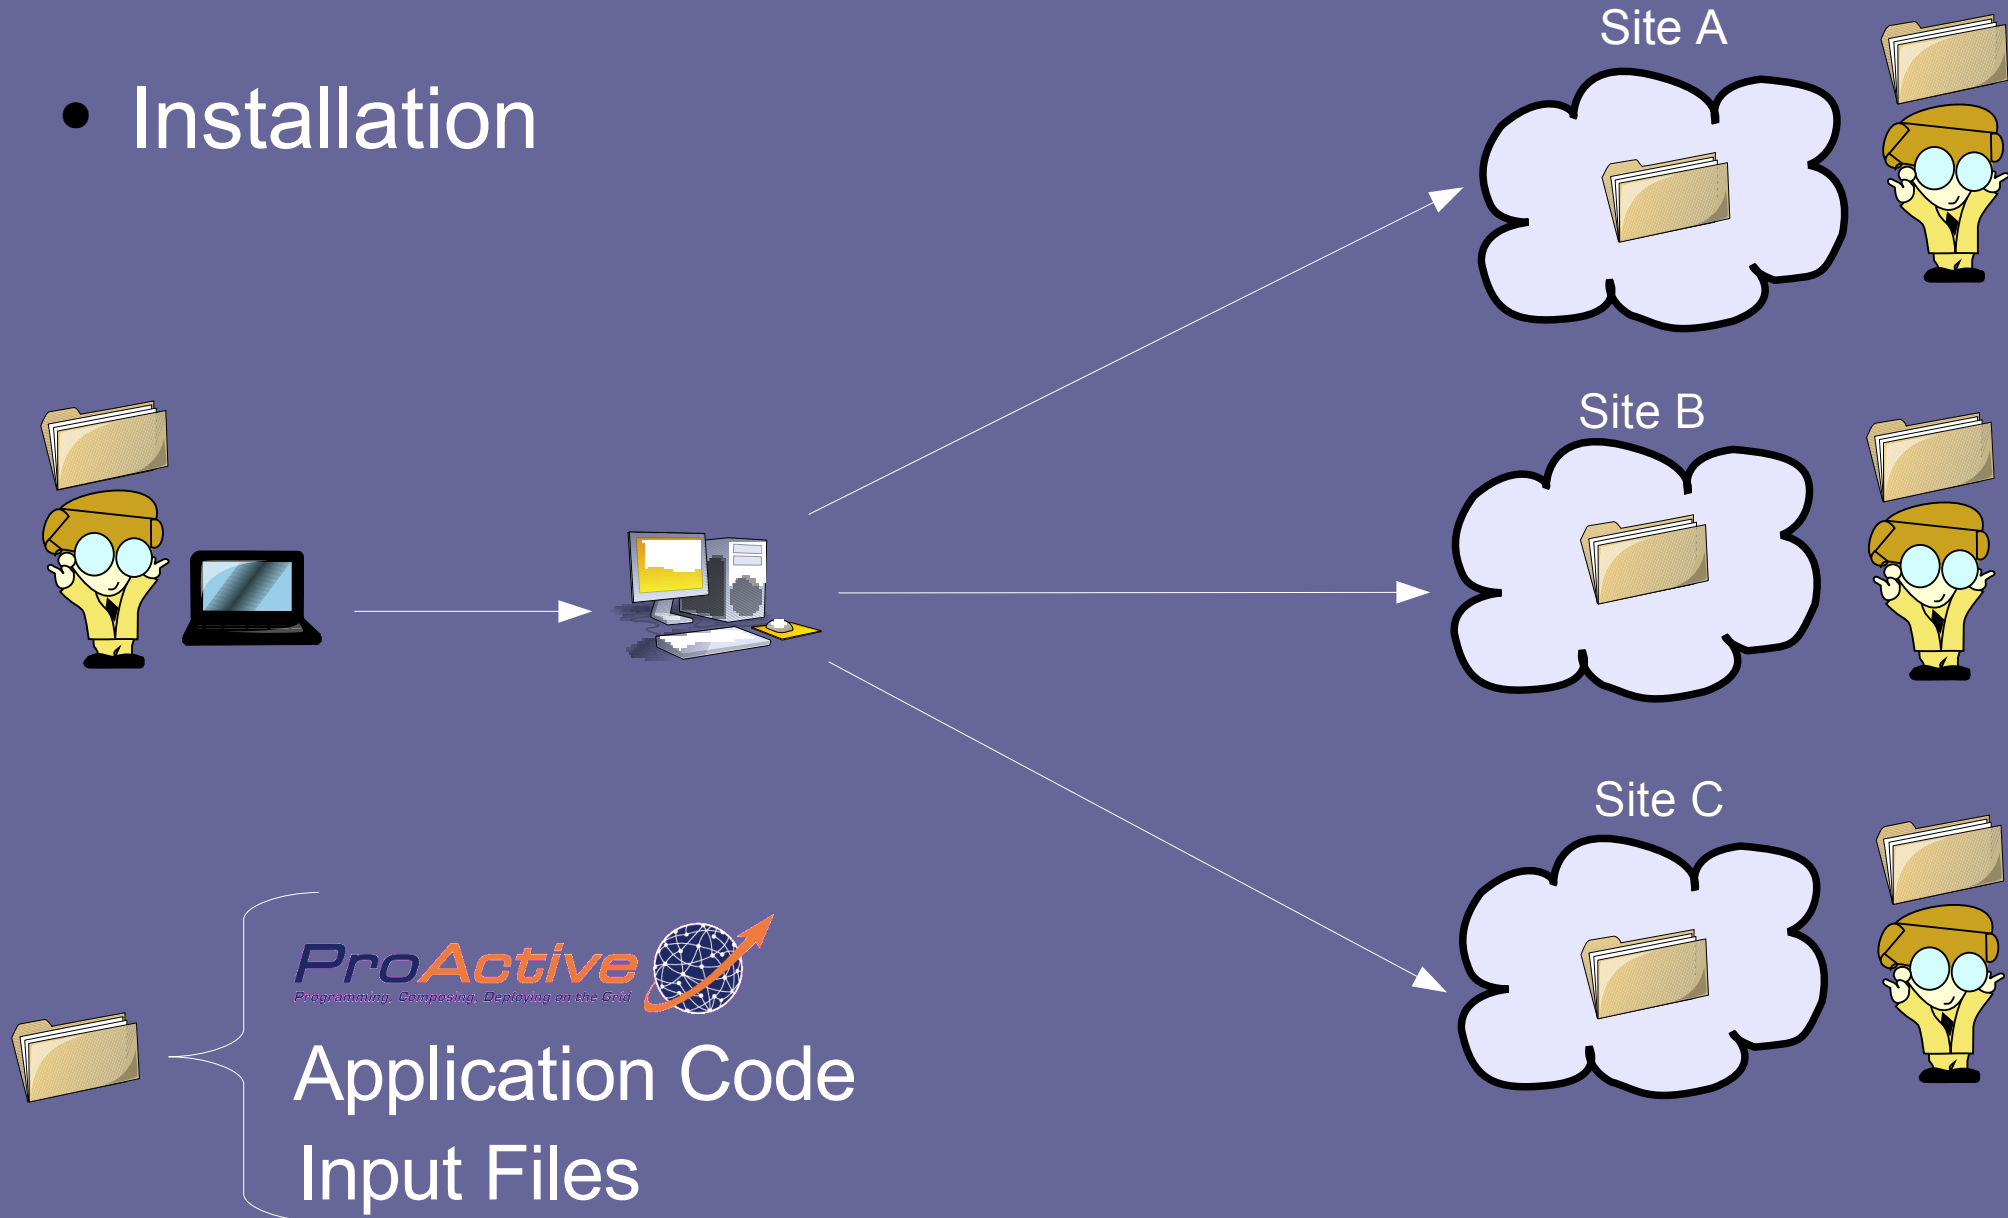 • Installation
Site A
Site B
Site C
ProActive
Programming, Composing, Deploying on the Grid
Application Code
Input Files